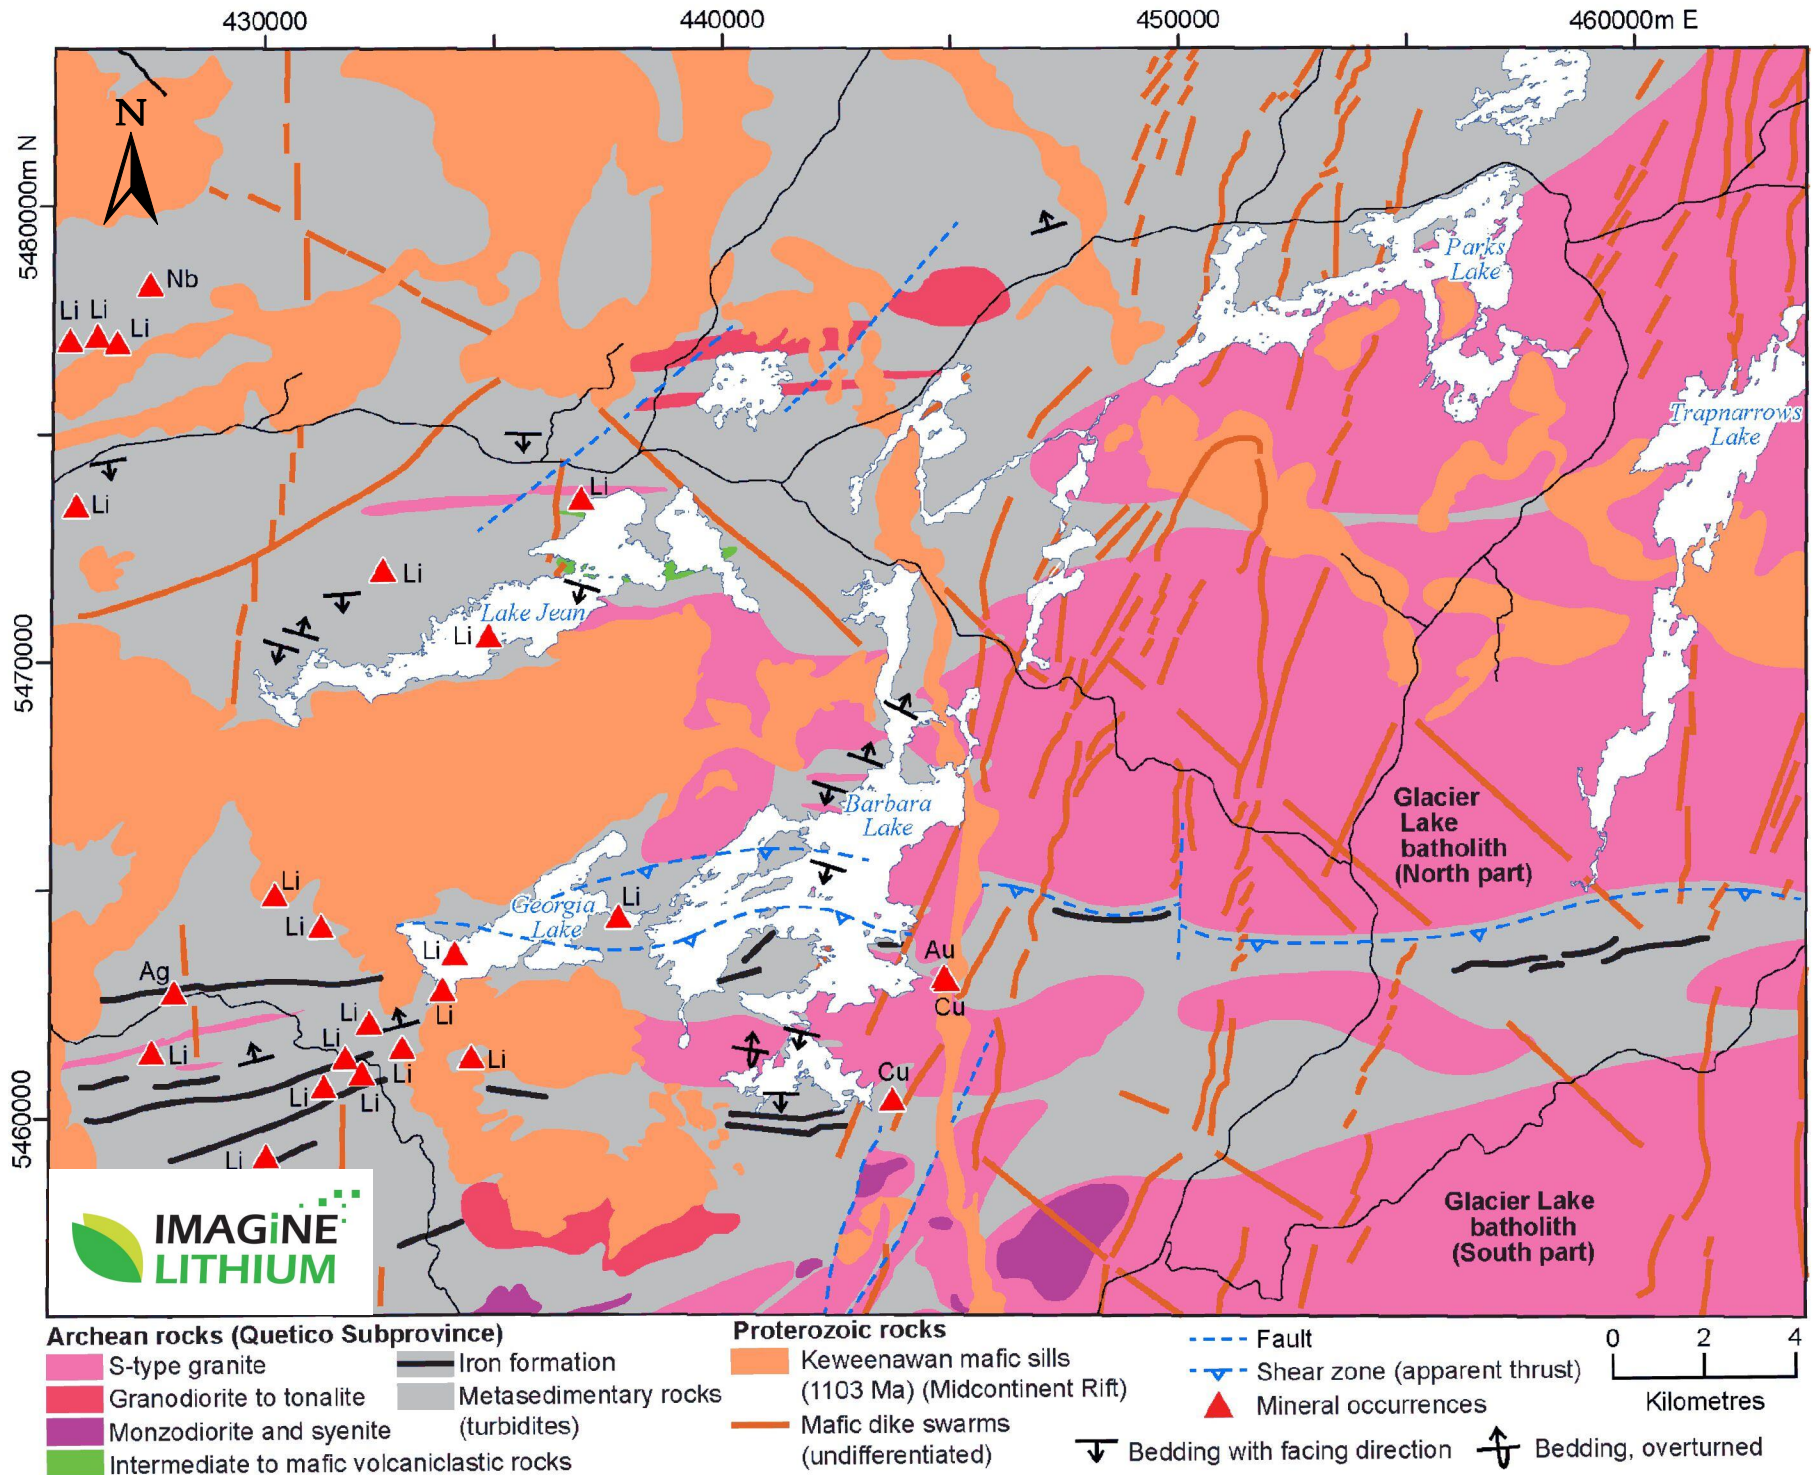 430000
440000
450000
460000m E
5480000m N
5470000
5460000
N
Nb
Li
Li
Li
Li
Li
Li
Li
Lake Jean
Parks
Lake
Trapnarrows
Lake
Barbara
Lake
Georgia
Lake
Glacier
Lake
batholith
(North part)
Li
Li
Li
Li
Li
Ag
Li
Li
Li
Li
Li
Li
Li
Li
Au
Cu
Cu
Glacier Lake
batholith
(South part)
IMAGiNE
LITHIUM
Archean rocks (Quetico Subprovince)
S-type granite
Granodiorite to tonalite
Monzodiorite and syenite
Intermediate to mafic volcaniclastic rocks
Iron formation
Metasedimentary rocks
(turbidites)
Proterozoic rocks
Keweenawan mafic sills
(1103 Ma) (Midcontinent Rift)
Mafic dike swarms
(undifferentiated)
Fault
Shear zone (apparent thrust)
Mineral occurrences
Bedding with facing direction
Bedding, overturned
0 2 4
Kilometres